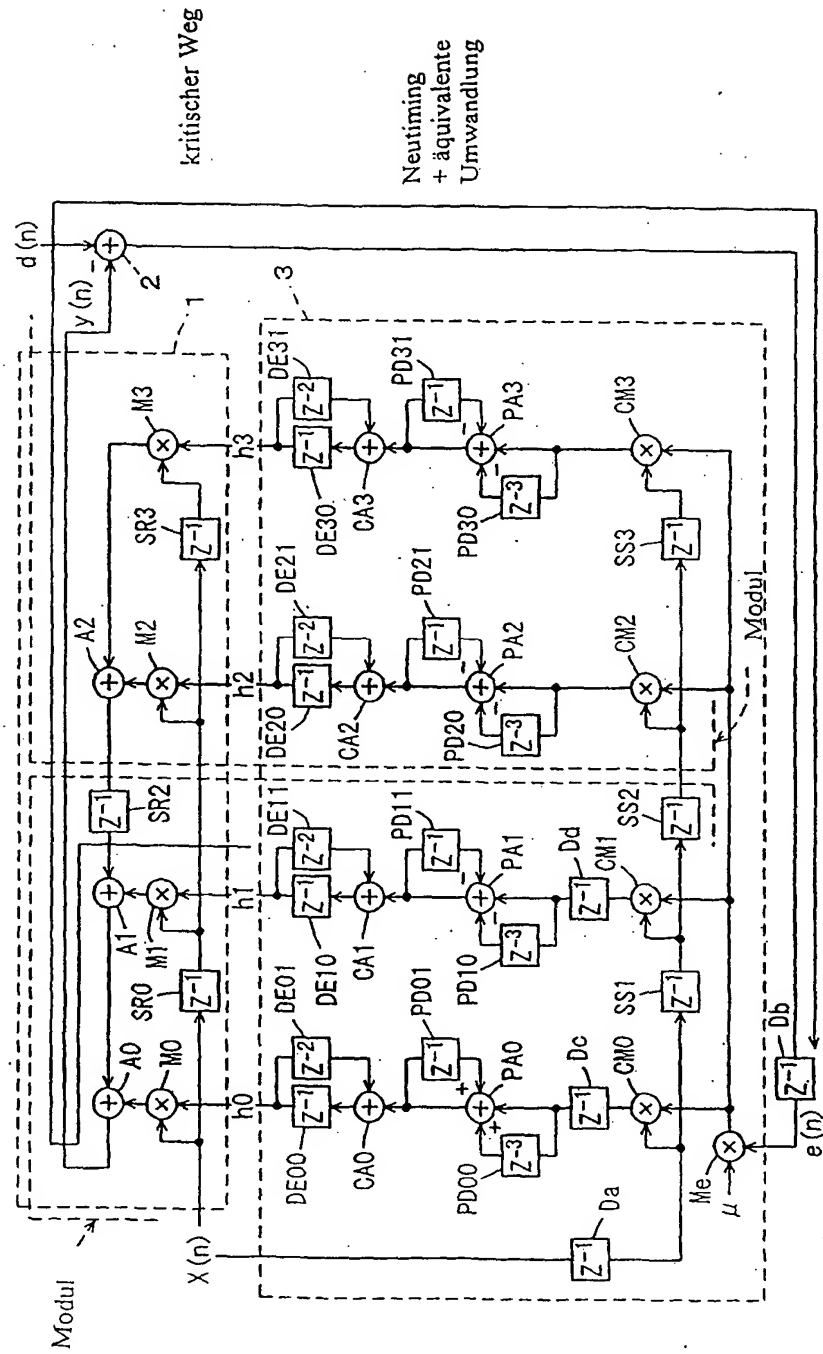 kritischer Weg
Neutiming
+ äquivalente
Umwandlung
Modul
d(n)
y(n)
-
+
2
1
A0
A1
A2
+
+
+
SR2
Z-1
M0
M1
M2
M3
×
×
×
×
SR0
Z-1
SR3
Z-1
X(n)
h0
h1
h2
h3
3
DE00
Z-1
DE01
Z-2
DE10
Z-1
DE11
Z-2
DE20
Z-1
DE21
Z-2
DE30
Z-1
DE31
Z-2
CA0
+
CA1
+
CA2
+
CA3
+
PD01
Z-1
PD11
Z-1
PD21
Z-1
PD31
Z-1
PA0
+
+
+
PA1
+
-
-
PA2
+
-
-
PA3
+
-
-
PD00
Z-3
PD10
Z-3
PD20
Z-3
PD30
Z-3
Dc
Z-1
Dd
Z-1
CM0
×
CM1
×
CM2
×
CM3
×
Da
Z-1
SS1
Z-1
SS2
Z-1
SS3
Z-1
Modul
Me
×
μ
Db
Z-1
e(n)